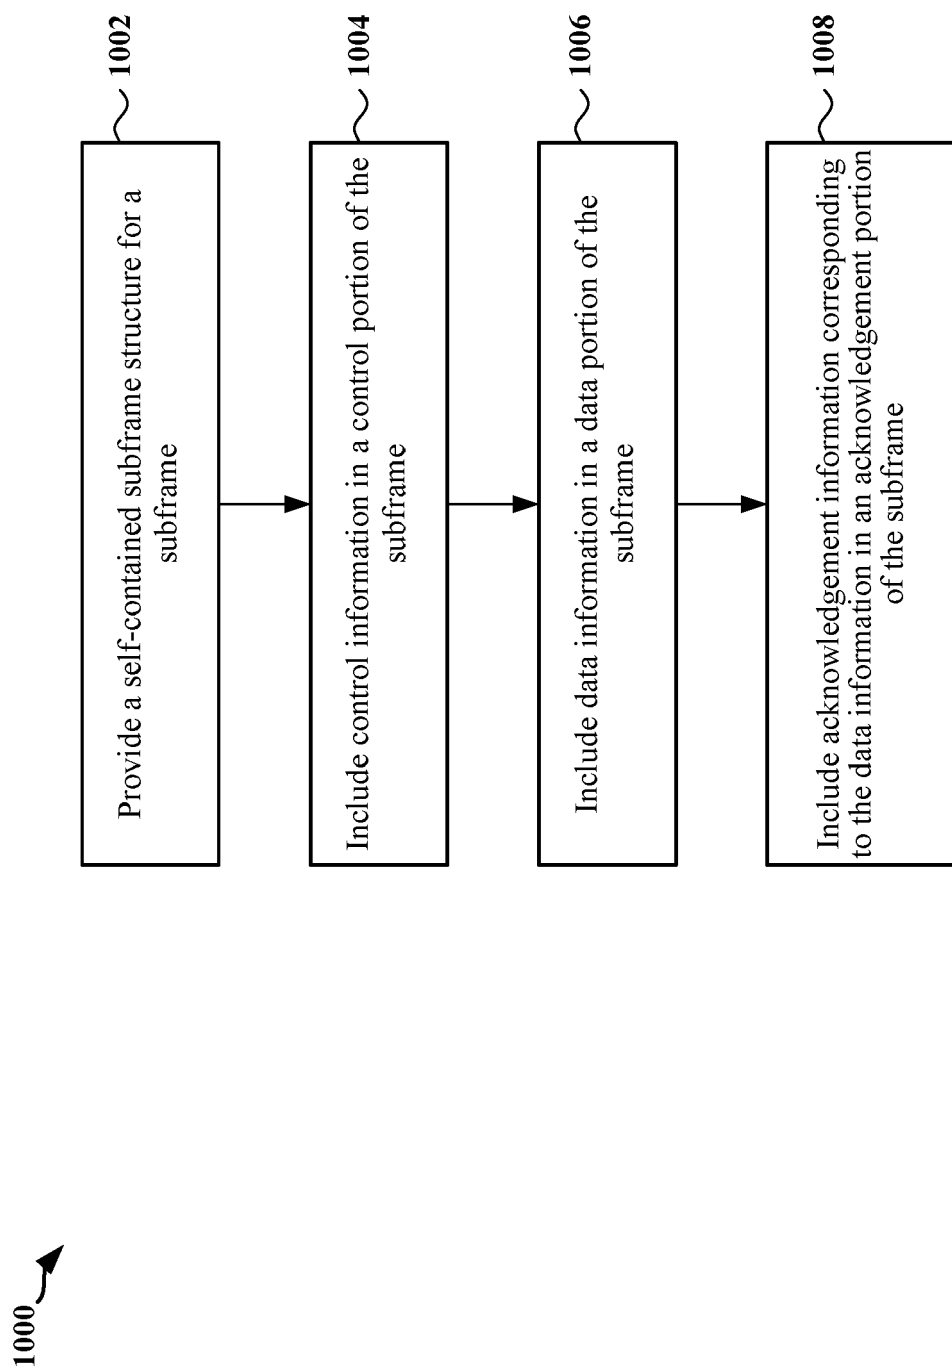 1000
Provide a self-contained subframe structure for a
subframe
1002
Include control information in a control portion of the
subframe
1004
Include data information in a data portion of the
subframe
1006
Include acknowledgement information corresponding
to the data information in an acknowledgement portion
of the subframe
1008